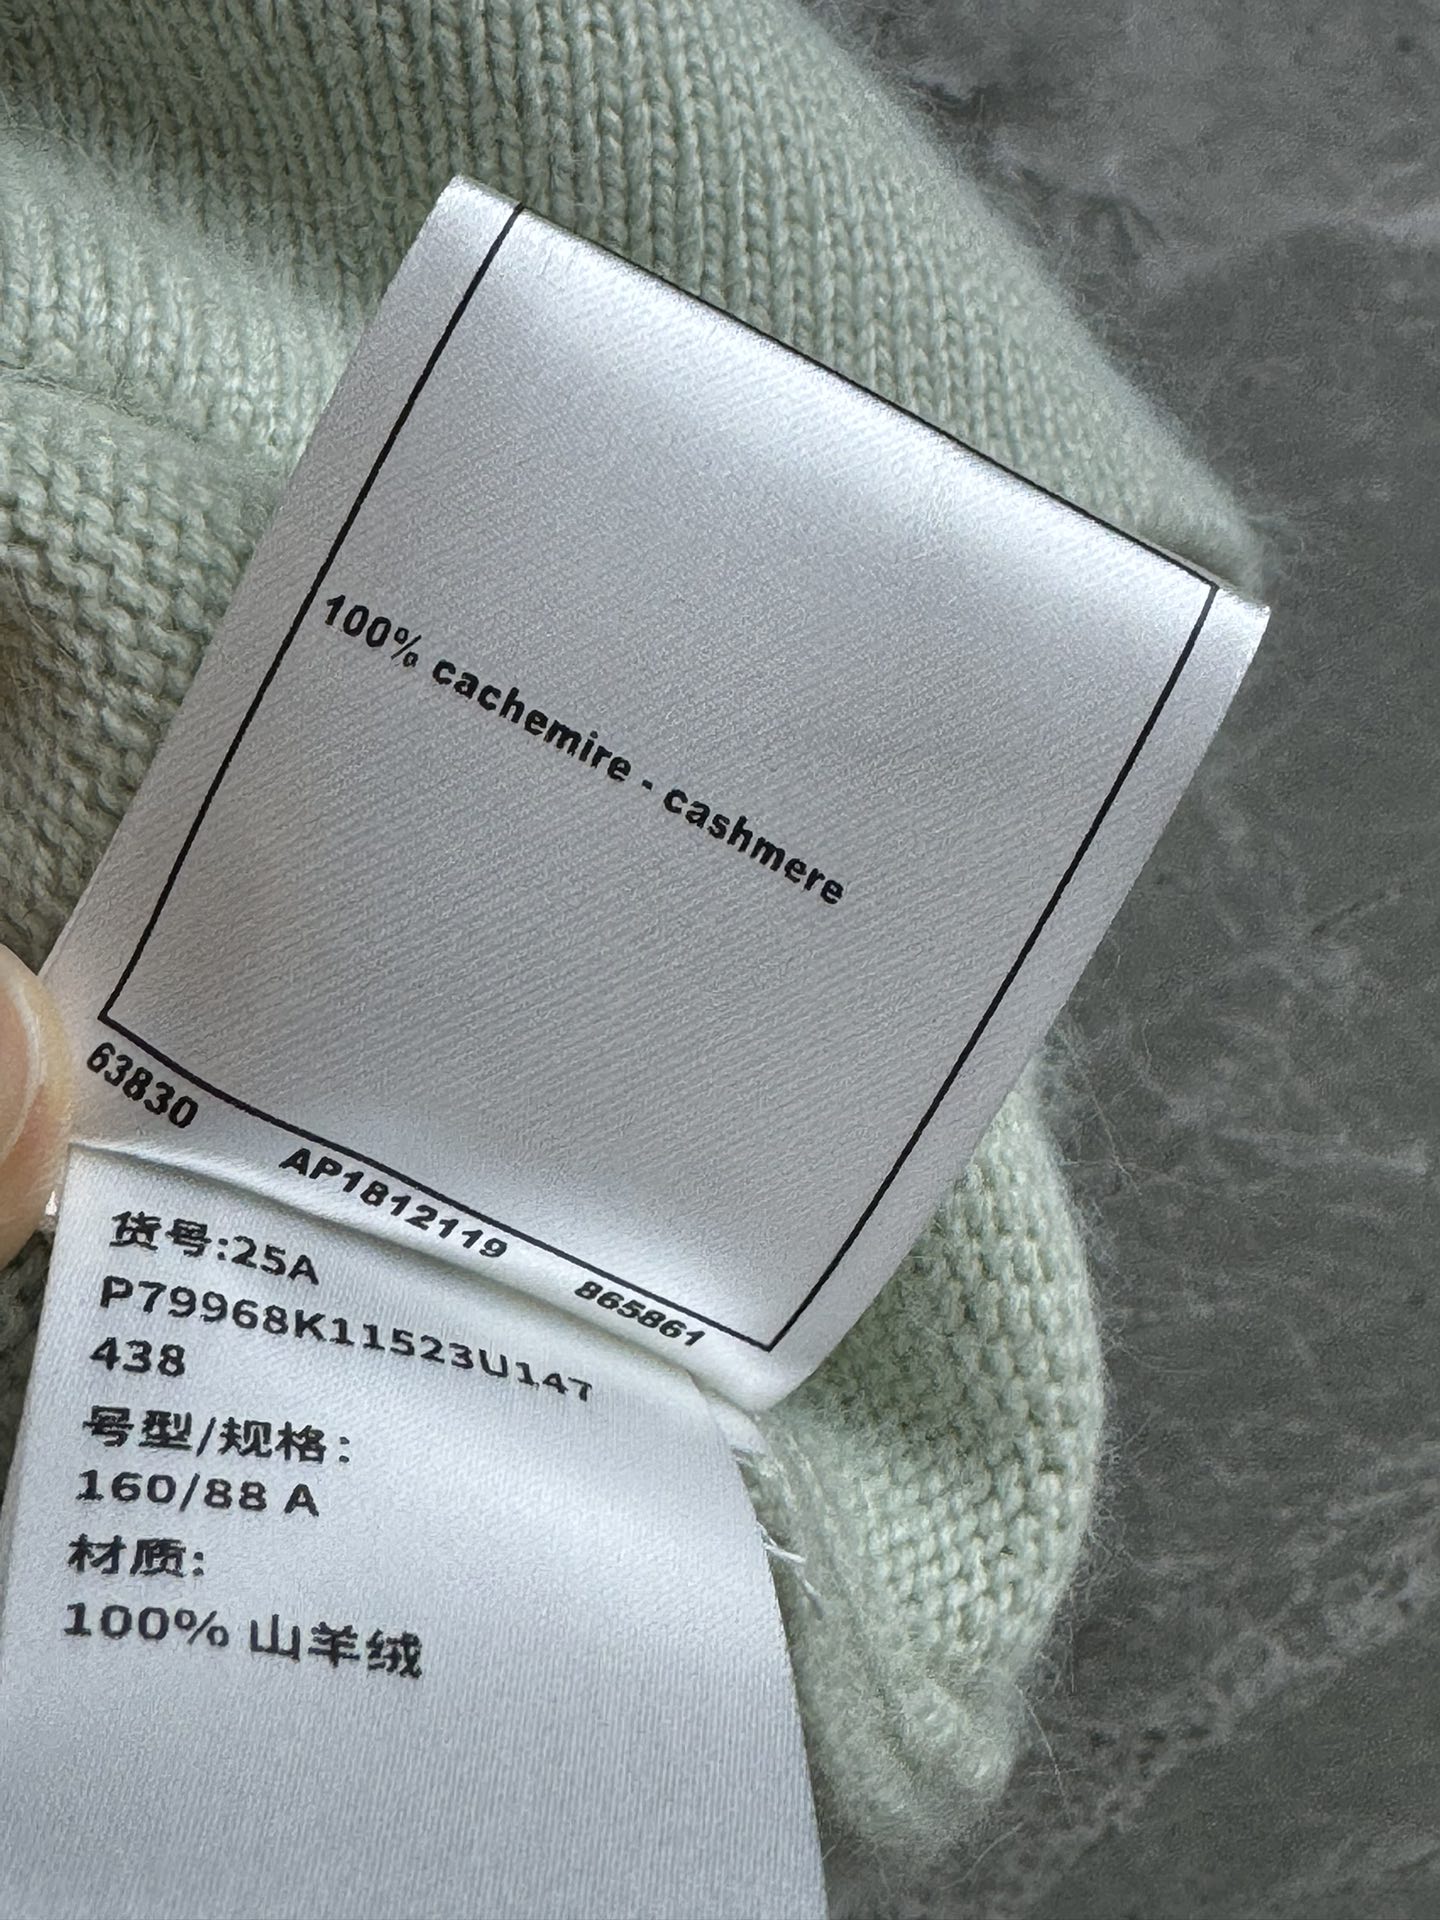 100% cachemire - cashmere
63830 AP1812119 865861
货号:25A
P79968K11523U147
438
号型/规格:
160/88 A
材质:
100% 山羊绒